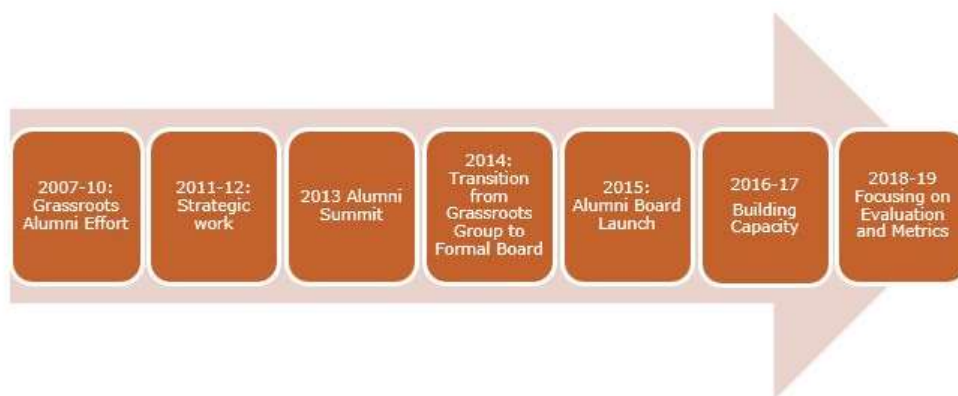 2007-10:
Grassroots
Alumni Effort
2011-12:
Strategic
work
2013 Alumni
Summit
2014:
Transition
from
Grassroots
Group to
Formal Board
2015:
Alumni Board
Launch
2016-17
Building
Capacity
2018-19
Focusing on
Evaluation
and Metrics